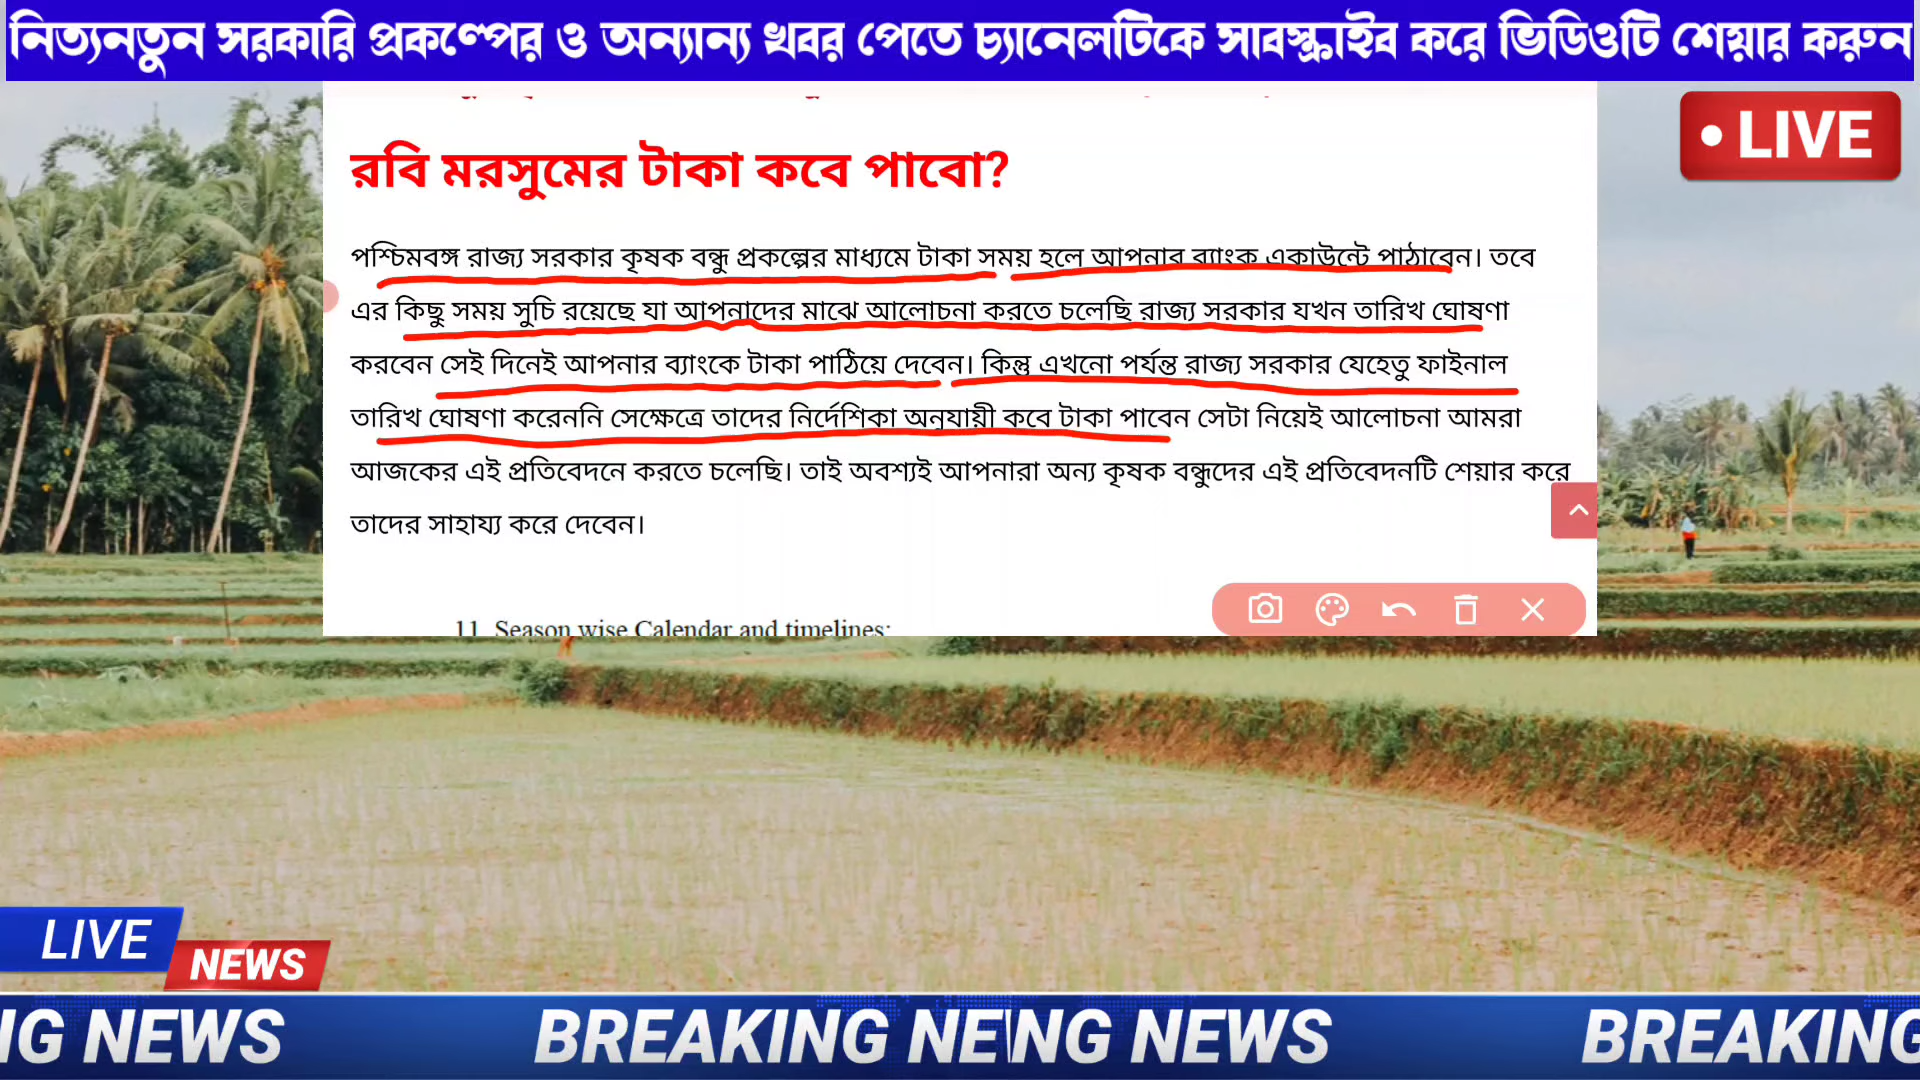 নিত্যনতুন সরকারি প্রকল্পের ও অন্যান্য খবর পেতে চ্যানেলটিকে সাবস্ক্রাইব করে ভিডিওটি শেয়ার করুন
LIVE
রবি মরসুমের টাকা কবে পাবো?
পশ্চিমবঙ্গ রাজ্য সরকার কৃষক বন্ধু প্রকল্পের মাধ্যমে টাকা সময় হলে আপনার ব্যাংক একাউন্টে পাঠাবেন। তবে
এর কিছু সময় সুচি রয়েছে যা আপনাদের মাঝে আলোচনা করতে চলেছি রাজ্য সরকার যখন তারিখ ঘোষণা
করবেন সেই দিনেই আপনার ব্যাংকে টাকা পাঠিয়ে দেবেন। কিন্তু এখনো পর্যন্ত রাজ্য সরকার যেহেতু ফাইনাল
তারিখ ঘোষণা করেননি সেক্ষেত্রে তাদের নির্দেশিকা অনুযায়ী কবে টাকা পাবেন সেটা নিয়েই আলোচনা আমরা
আজকের এই প্রতিবেদনে করতে চলেছি। তাই অবশ্যই আপনারা অন্য কৃষক বন্ধুদের এই প্রতিবেদনটি শেয়ার করে
তাদের সাহায্য করে দেবেন।
11. Season wise Calendar and timelines:
LIVE
NEWS
NG NEWS BREAKING NE NG NEWS BREAKING